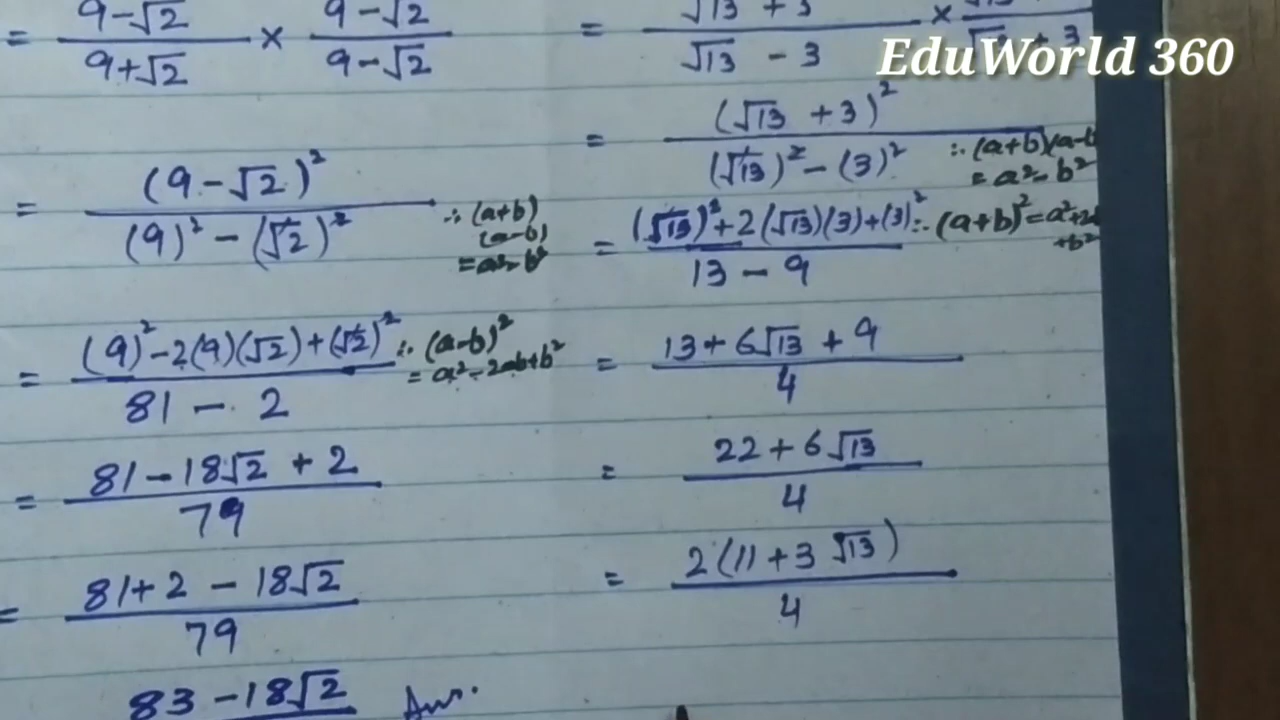 EduWorld 360
= 9-√2 / 9+√2 × 9-√2 / 9-√2
= (9-√2)² / (9)² - (√2)² ∴ (a+b) (a-b) = a²-b²
= (9)² - 2(9)(√2) + (√2)² / 81 - 2 ∵ (a-b)² = a²-2ab+b²
= 81 - 18√2 + 2 / 79
= 81+2 - 18√2 / 79
83 - 18√2 Ans.
= √13 + 3 / √13 - 3 ×
= (√13 + 3)² / (√13)² - (3)² ∵ (a+b)(a-b = a²-b²
= (√13)² + 2(√13)(3) + (3)² / 13 - 9 ∵ (a+b)² = a²+2 +b²
= 13 + 6√13 + 9 / 4
= 22 + 6√13 / 4
= 2(11 + 3√13) / 4